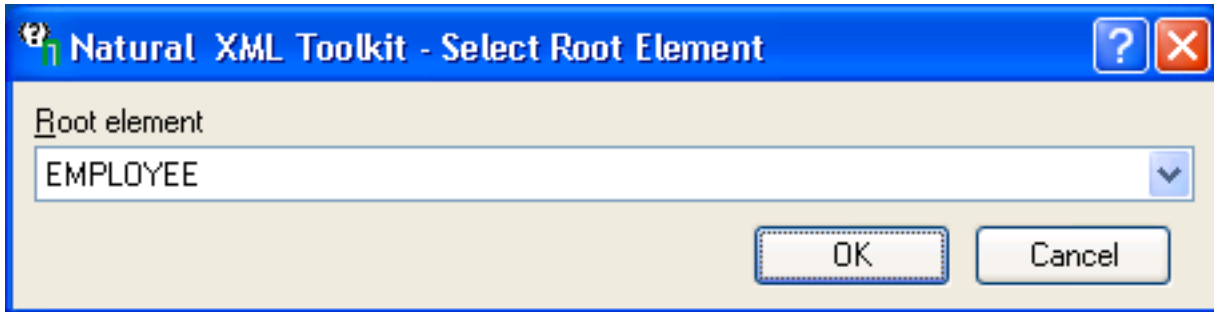 Natural XML Toolkit - Select Root Element
Root element
EMPLOYEE
OK Cancel